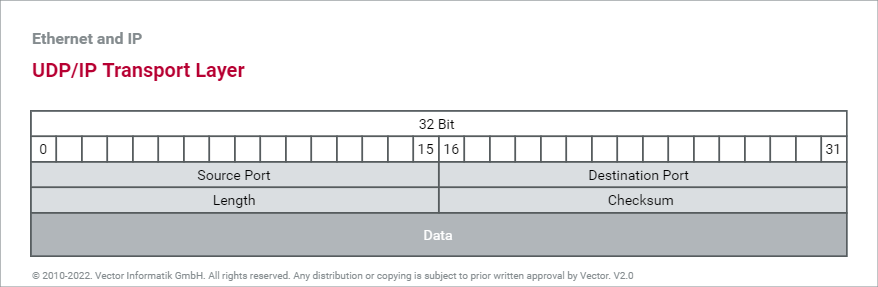 Ethernet and IP
UDP/IP Transport Layer
32 Bit
0 15 16 31
Source Port Destination Port
Length Checksum
Data
© 2010-2022. Vector Informatik GmbH. All rights reserved. Any distribution or copying is subject to prior written approval by Vector. V2.0